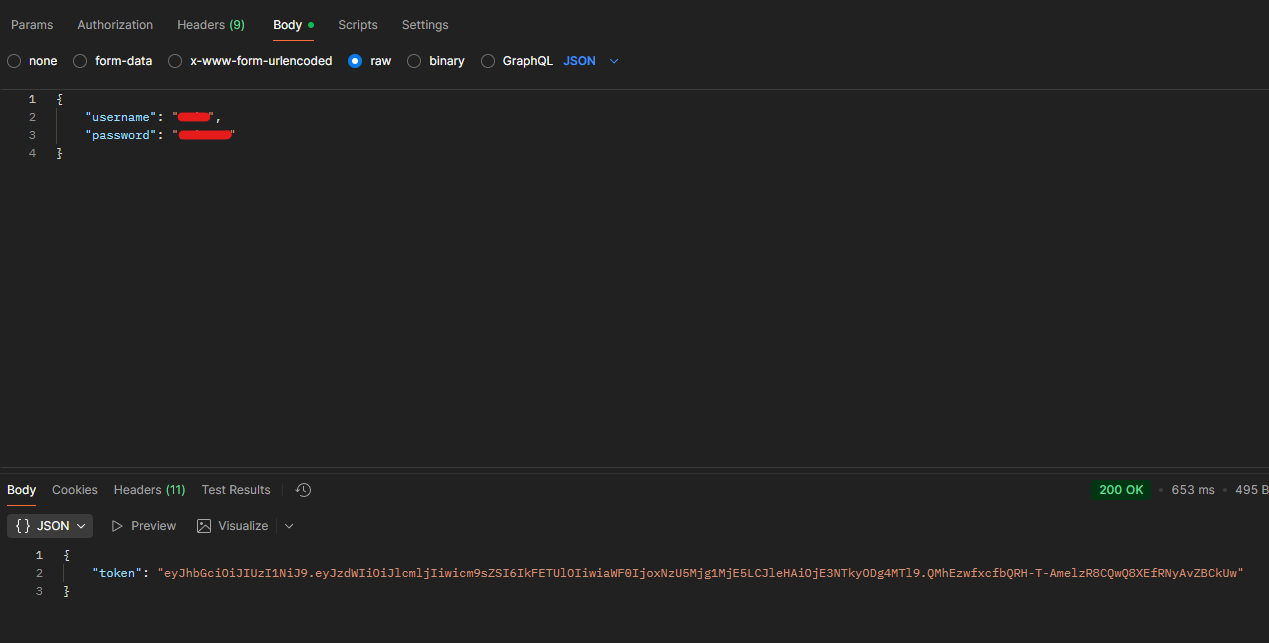 Params Authorization Headers (9) Body Scripts Settings
none form-data x-www-form-urlencoded raw binary GraphQL JSON
1 {
2 "username": "",
3 "password": ""
4 }
Body Cookies Headers (11) Test Results 200 OK • 653 ms • 495 B
{} JSON Preview Visualize
1 {
2 "token": "eyJhbGciOiJIUzI1NiJ9.eyJzdWIiOiJlcmljIiwicm9sZSI6IkFETUlOIiwiaWF0IjoxNzU5Mjg1MjE5LCJleHAiOjE3NTkyODg4MTl9.QMhEzwfxcfbQRH-T-AmelzR8CQwQ8XEfRNyAvZBCkUw"
3 }